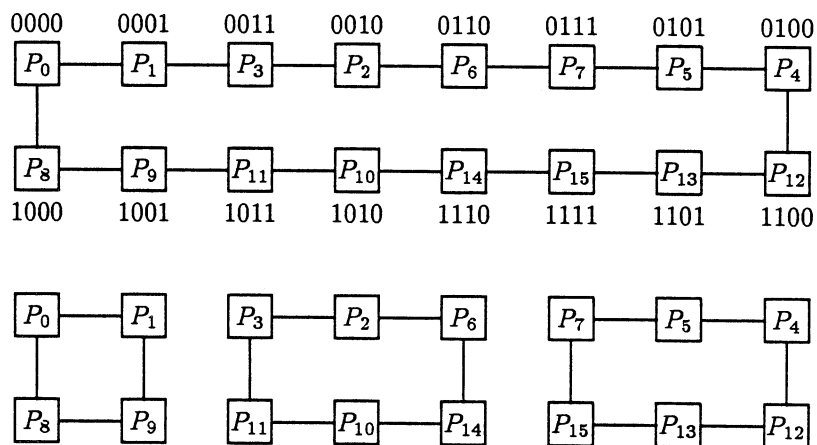 0000 0001 0011 0010 0110 0111 0101 0100
P₀ P₁ P₃ P₂ P₆ P₇ P₅ P₄
P₈ P₉ P₁₁ P₁₀ P₁₄ P₁₅ P₁₃ P₁₂
1000 1001 1011 1010 1110 1111 1101 1100
P₀ P₁ P₃ P₂ P₆ P₇ P₅ P₄
P₈ P₉ P₁₁ P₁₀ P₁₄ P₁₅ P₁₃ P₁₂